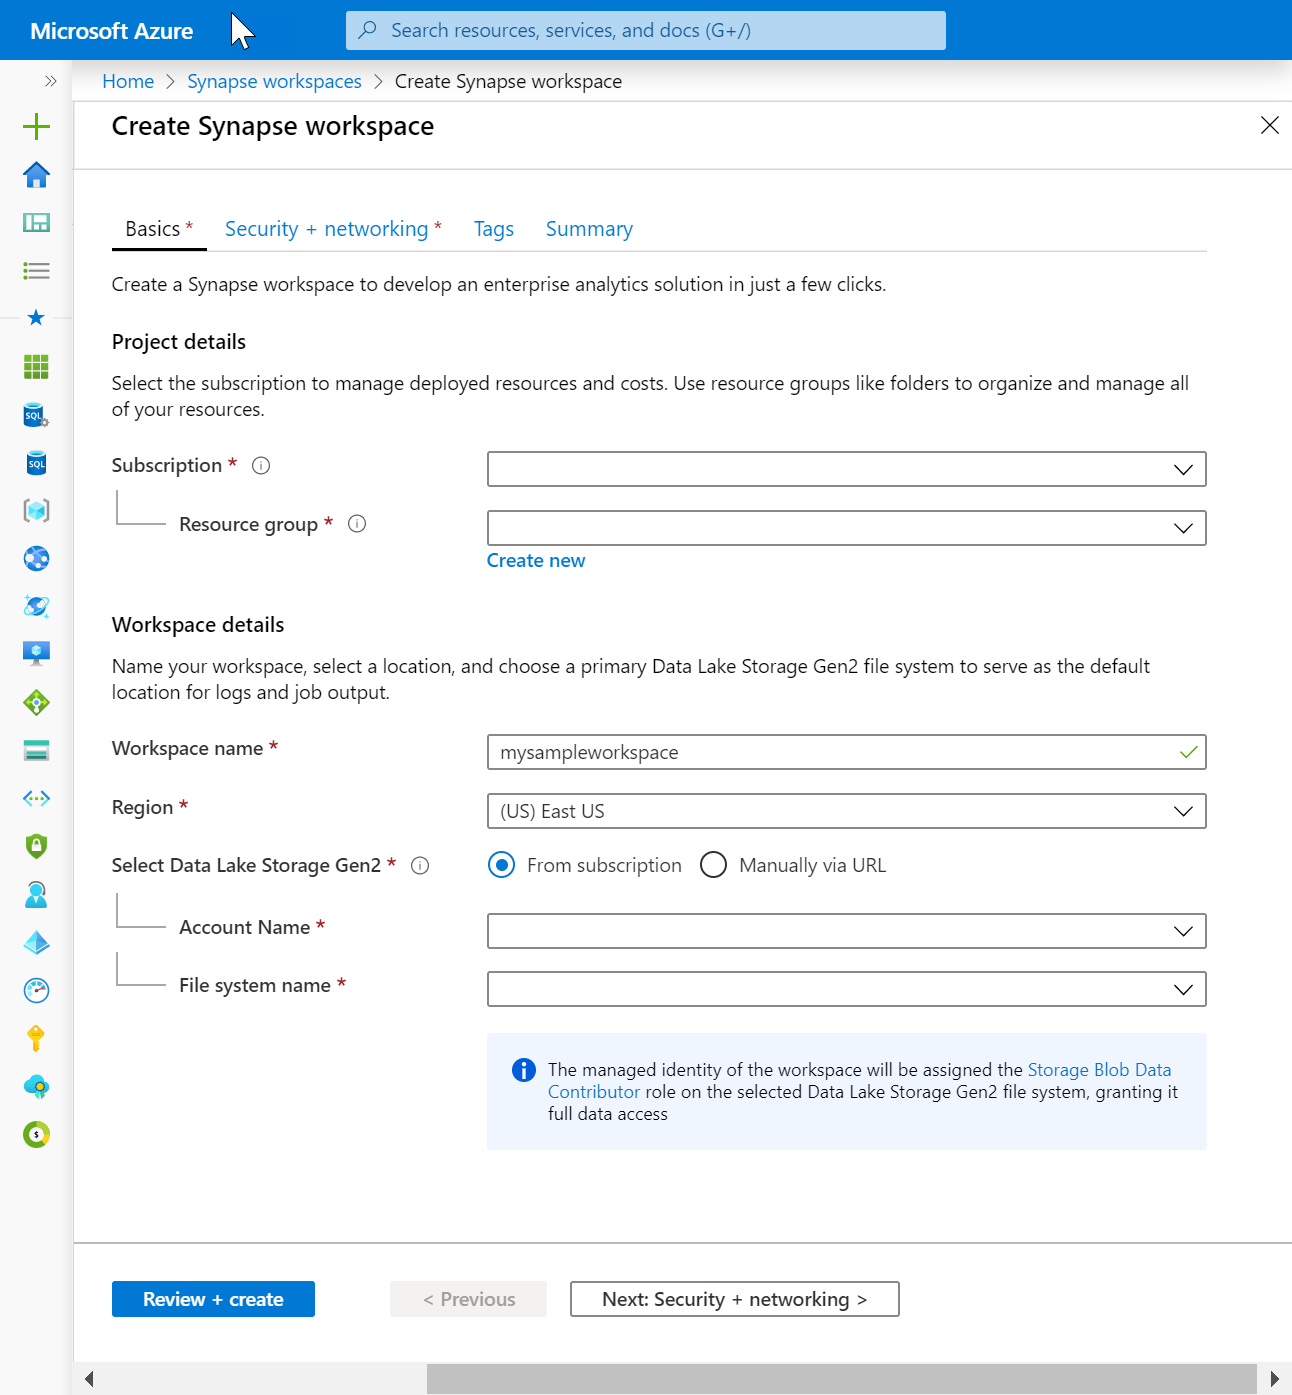 Microsoft Azure
Search resources, services, and docs (G+/)
Home > Synapse workspaces > Create Synapse workspace
Create Synapse workspace
Basics * Security + networking * Tags Summary
Create a Synapse workspace to develop an enterprise analytics solution in just a few clicks.
Project details
Select the subscription to manage deployed resources and costs. Use resource groups like folders to organize and manage all
of your resources.
Subscription *
Resource group *
Create new
Workspace details
Name your workspace, select a location, and choose a primary Data Lake Storage Gen2 file system to serve as the default
location for logs and job output.
Workspace name * mysampleworkspace
Region * (US) East US
Select Data Lake Storage Gen2 * From subscription Manually via URL
Account Name *
File system name *
The managed identity of the workspace will be assigned the Storage Blob Data
Contributor role on the selected Data Lake Storage Gen2 file system, granting it
full data access
Review + create < Previous Next: Security + networking >